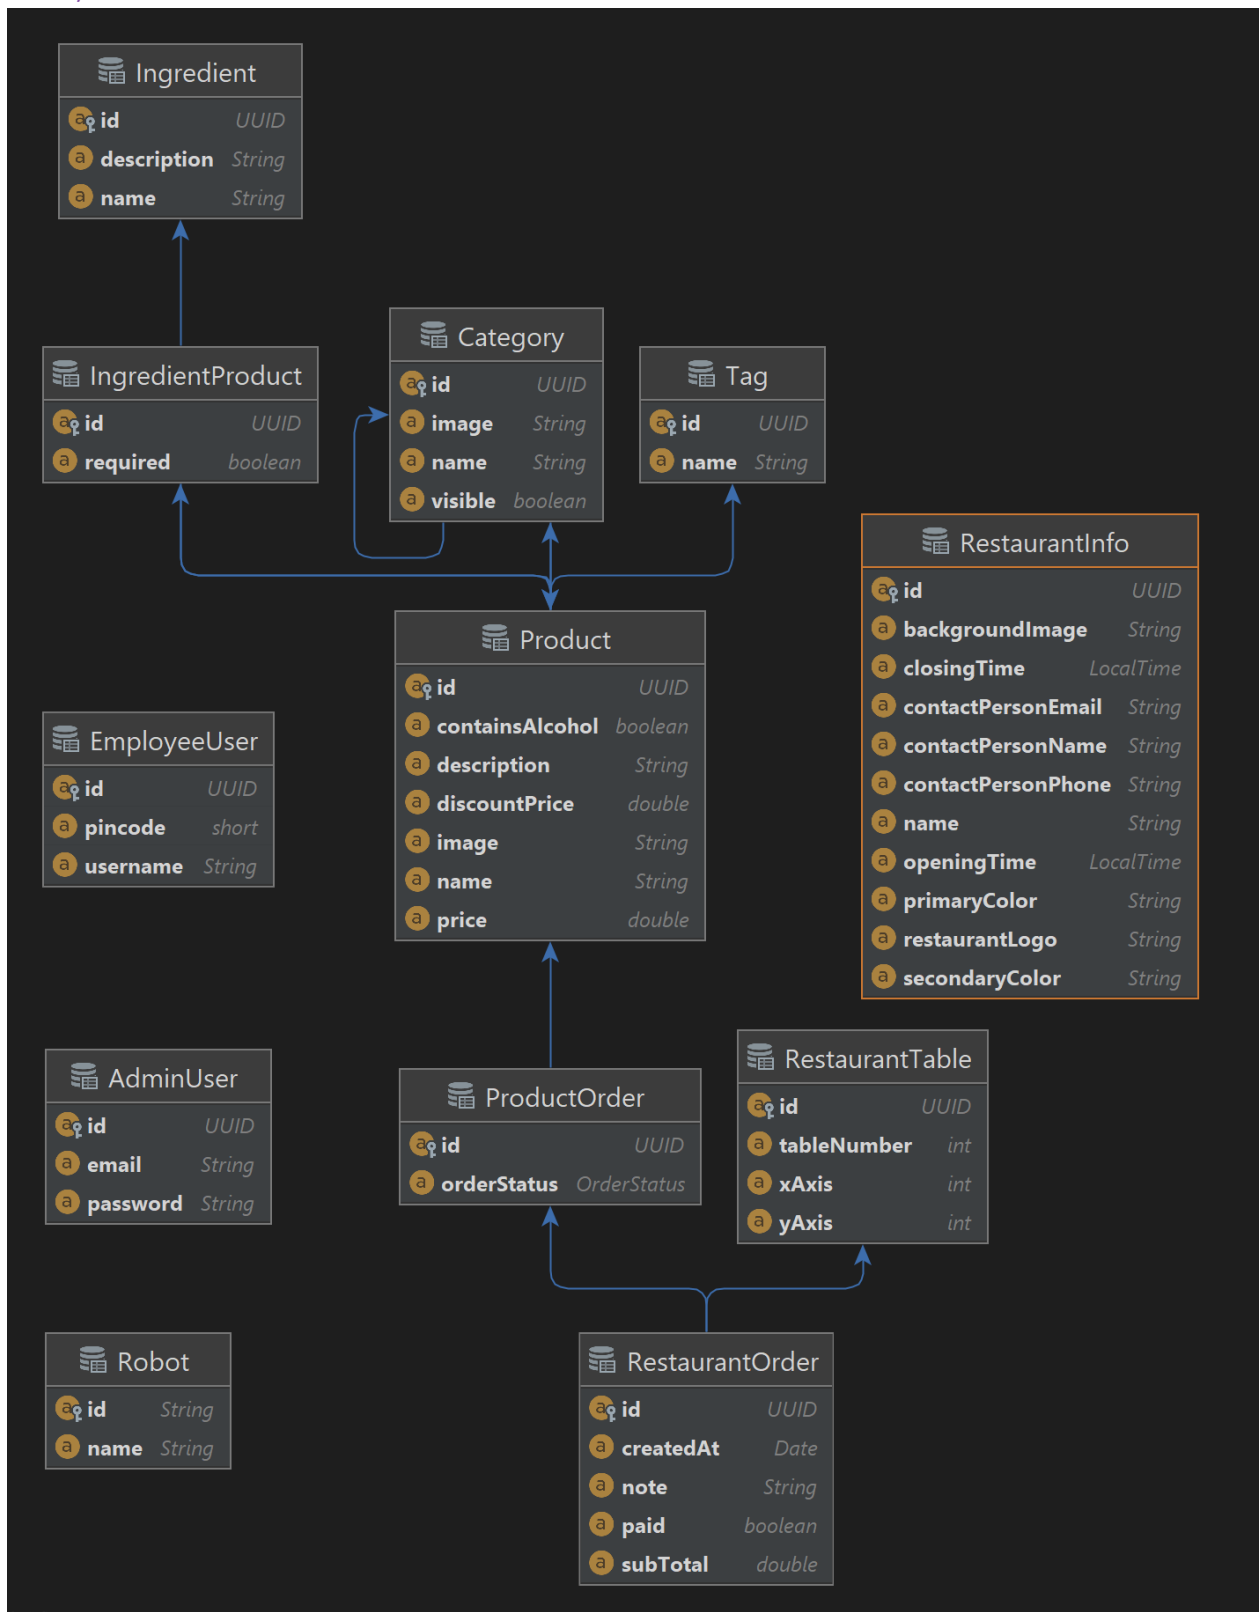 Ingredient
id UUID
description String
name String
IngredientProduct
id UUID
required boolean
Category
id UUID
image String
name String
visible boolean
Tag
id UUID
name String
RestaurantInfo
id UUID
backgroundImage String
closingTime LocalTime
contactPersonEmail String
contactPersonName String
contactPersonPhone String
name String
openingTime LocalTime
primaryColor String
restaurantLogo String
secondaryColor String
Product
id UUID
containsAlcohol boolean
description String
discountPrice double
image String
name String
price double
EmployeeUser
id UUID
pincode short
username String
AdminUser
id UUID
email String
password String
ProductOrder
id UUID
orderStatus OrderStatus
RestaurantTable
id UUID
tableNumber int
xAxis int
yAxis int
Robot
id String
name String
RestaurantOrder
id UUID
createdAt Date
note String
paid boolean
subTotal double